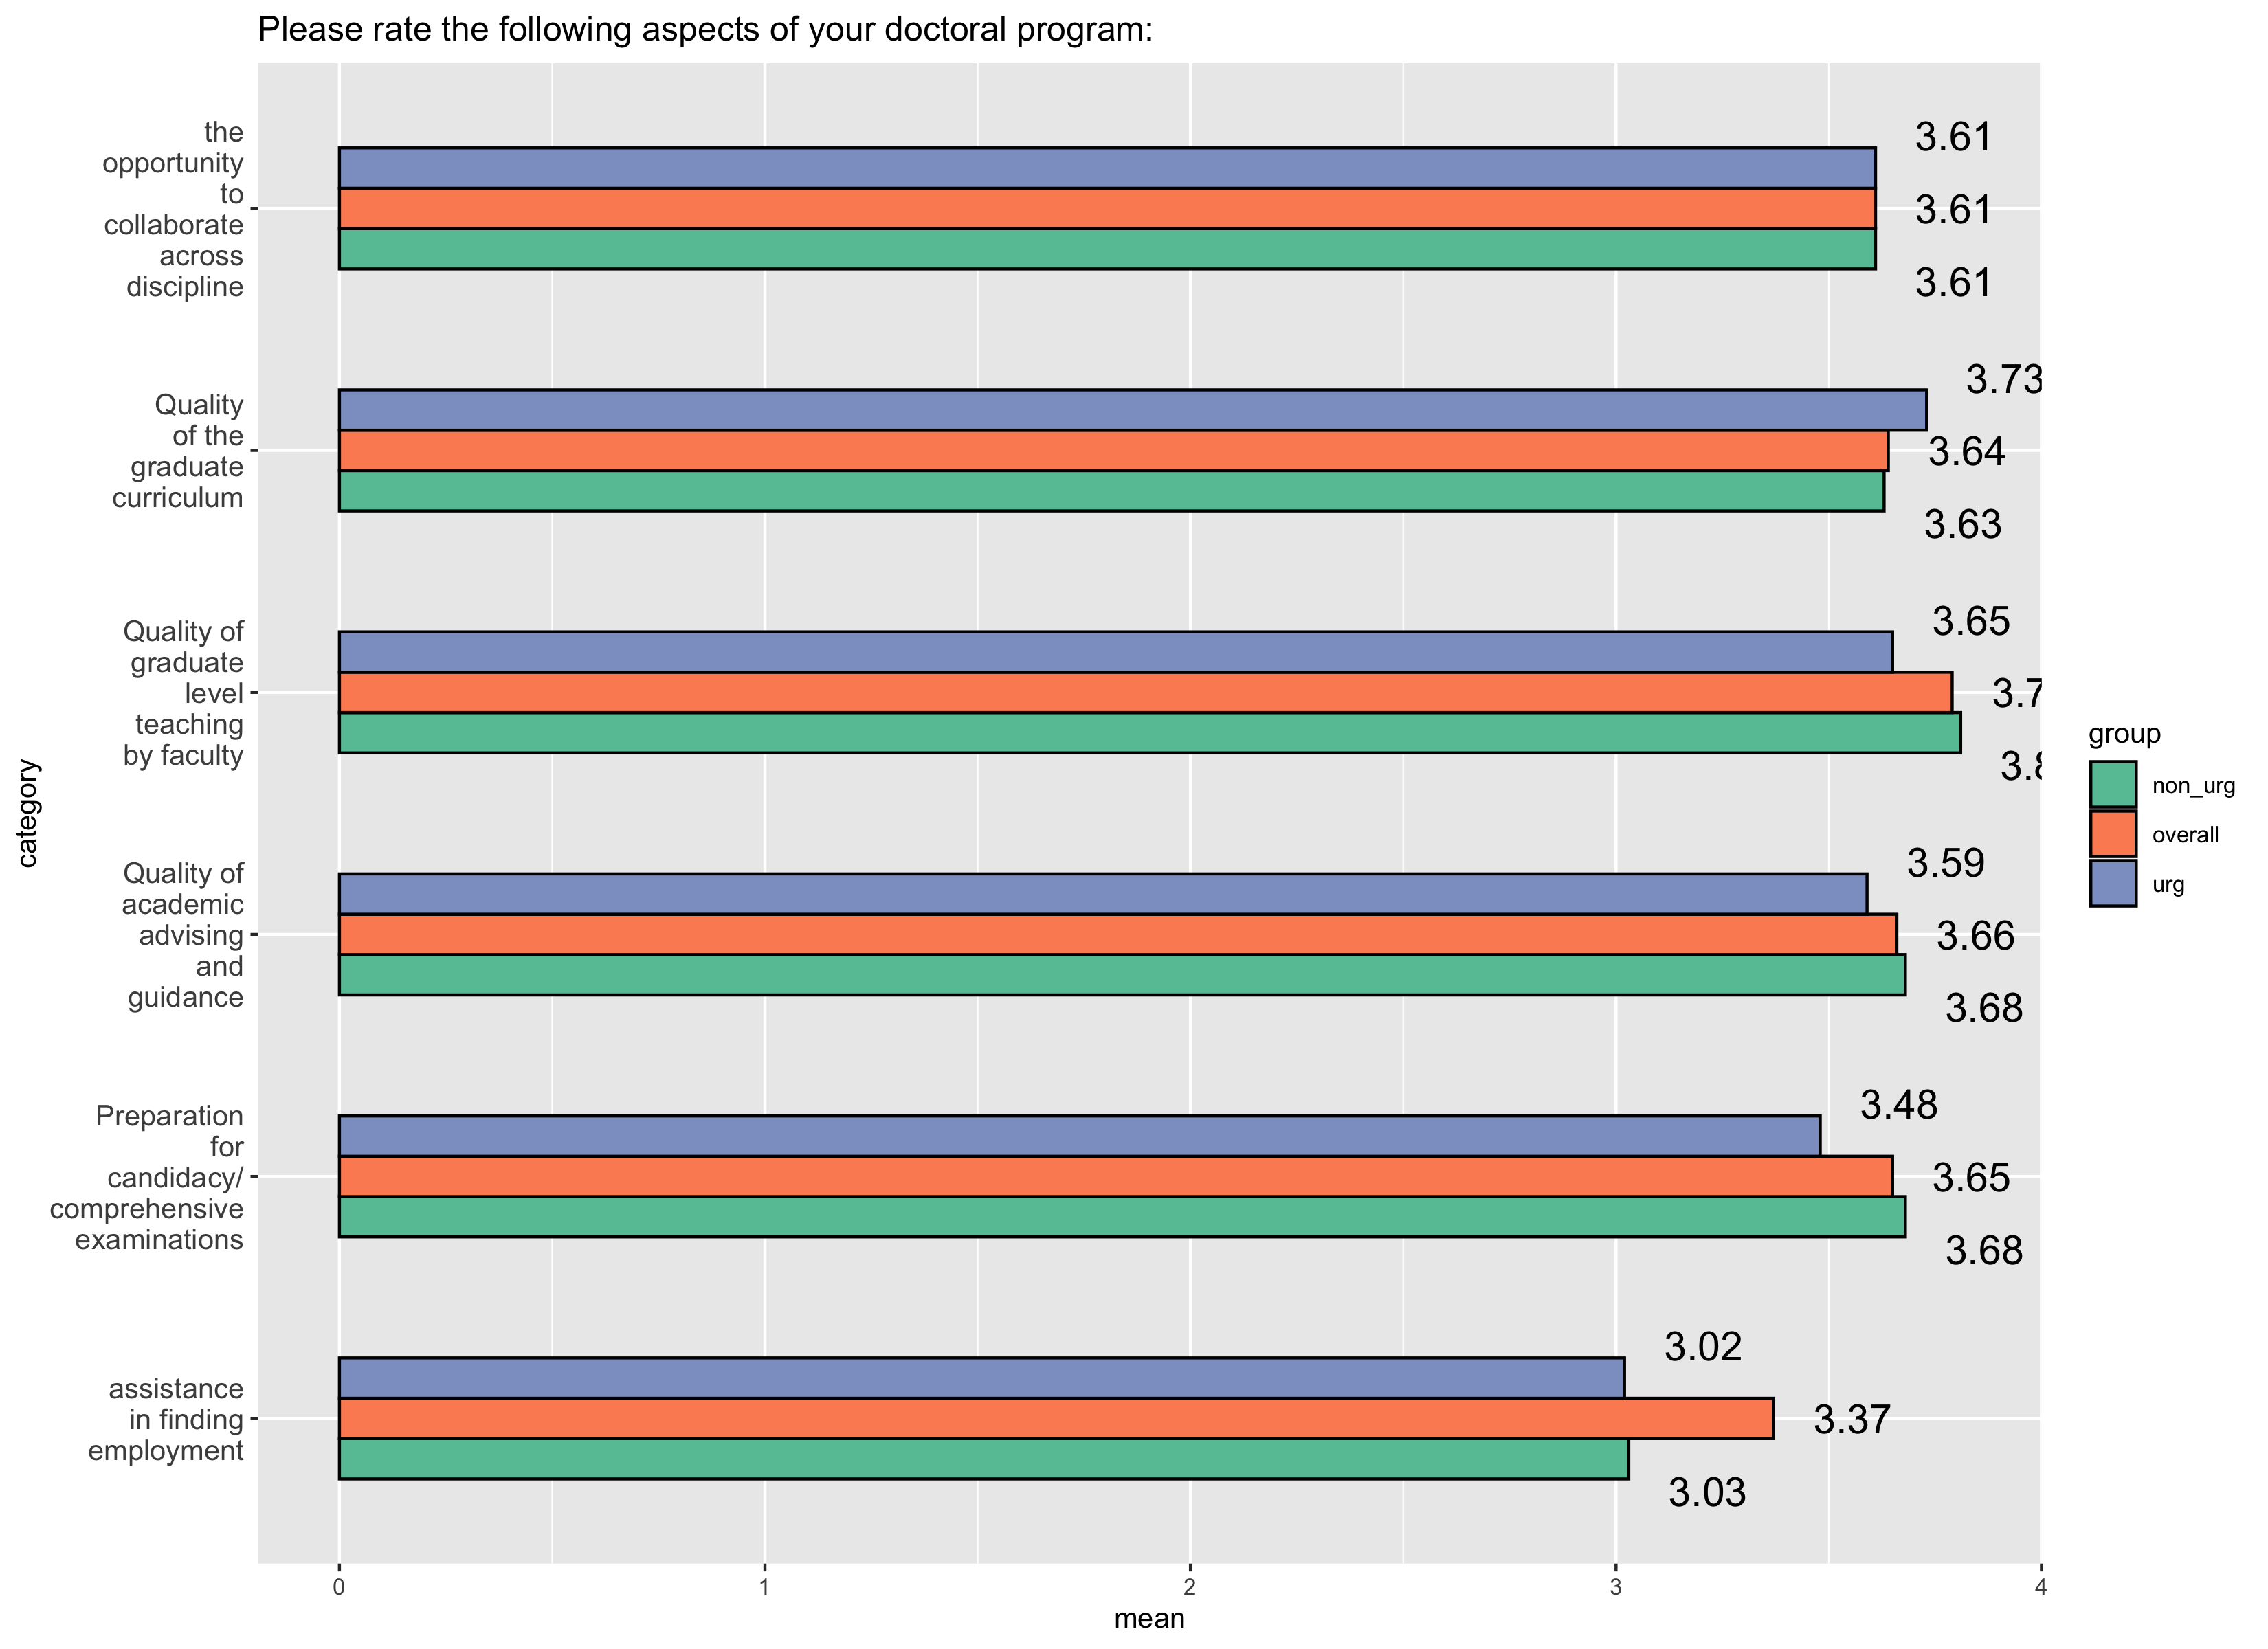 Please rate the following aspects of your doctoral program:
the
opportunity
to
collaborate
across
discipline
3.61
3.61
3.61
Quality
of the
graduate
curriculum
3.73
3.64
3.63
Quality of
graduate
level
teaching
by faculty
3.65
3.7
3.8
Quality of
academic
advising
and
guidance
3.59
3.66
3.68
Preparation
for
candidacy/
comprehensive
examinations
3.48
3.65
3.68
assistance
in finding
employment
3.02
3.37
3.03
category
0 1 2 3 4
mean
group
non_urg
overall
urg